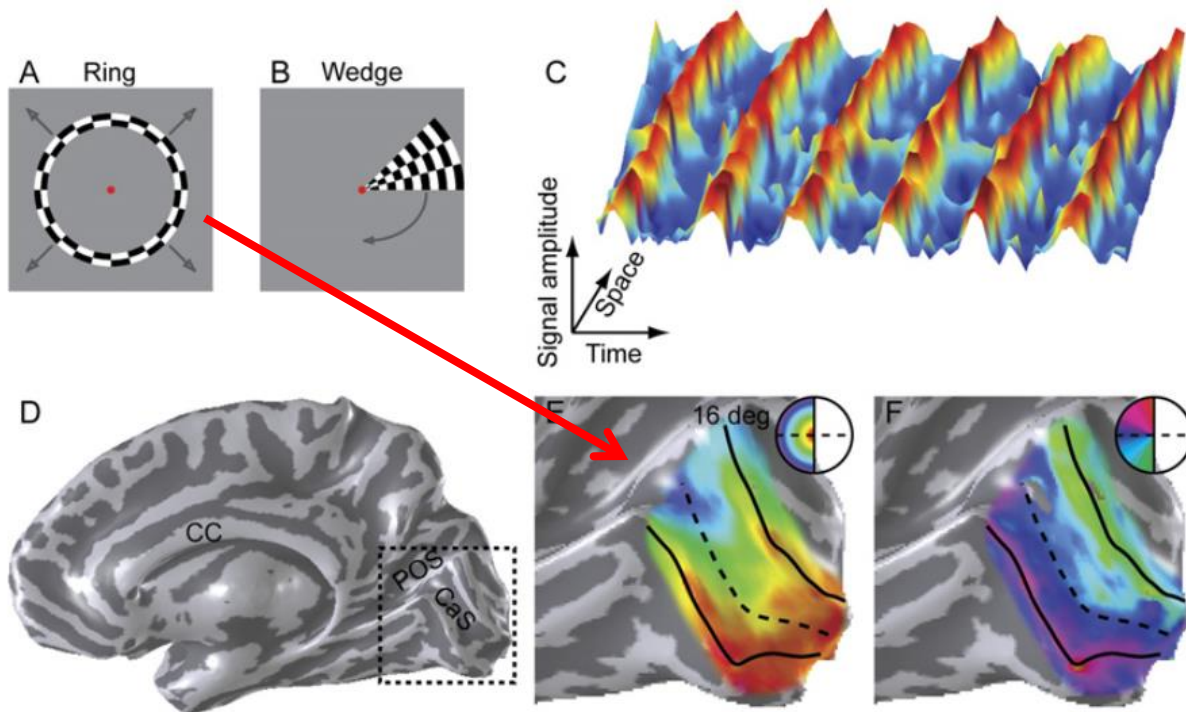 A Ring
B Wedge
C
Signal amplitude
Space
Time
D
CC
POS
CaS
E 16 deg
F